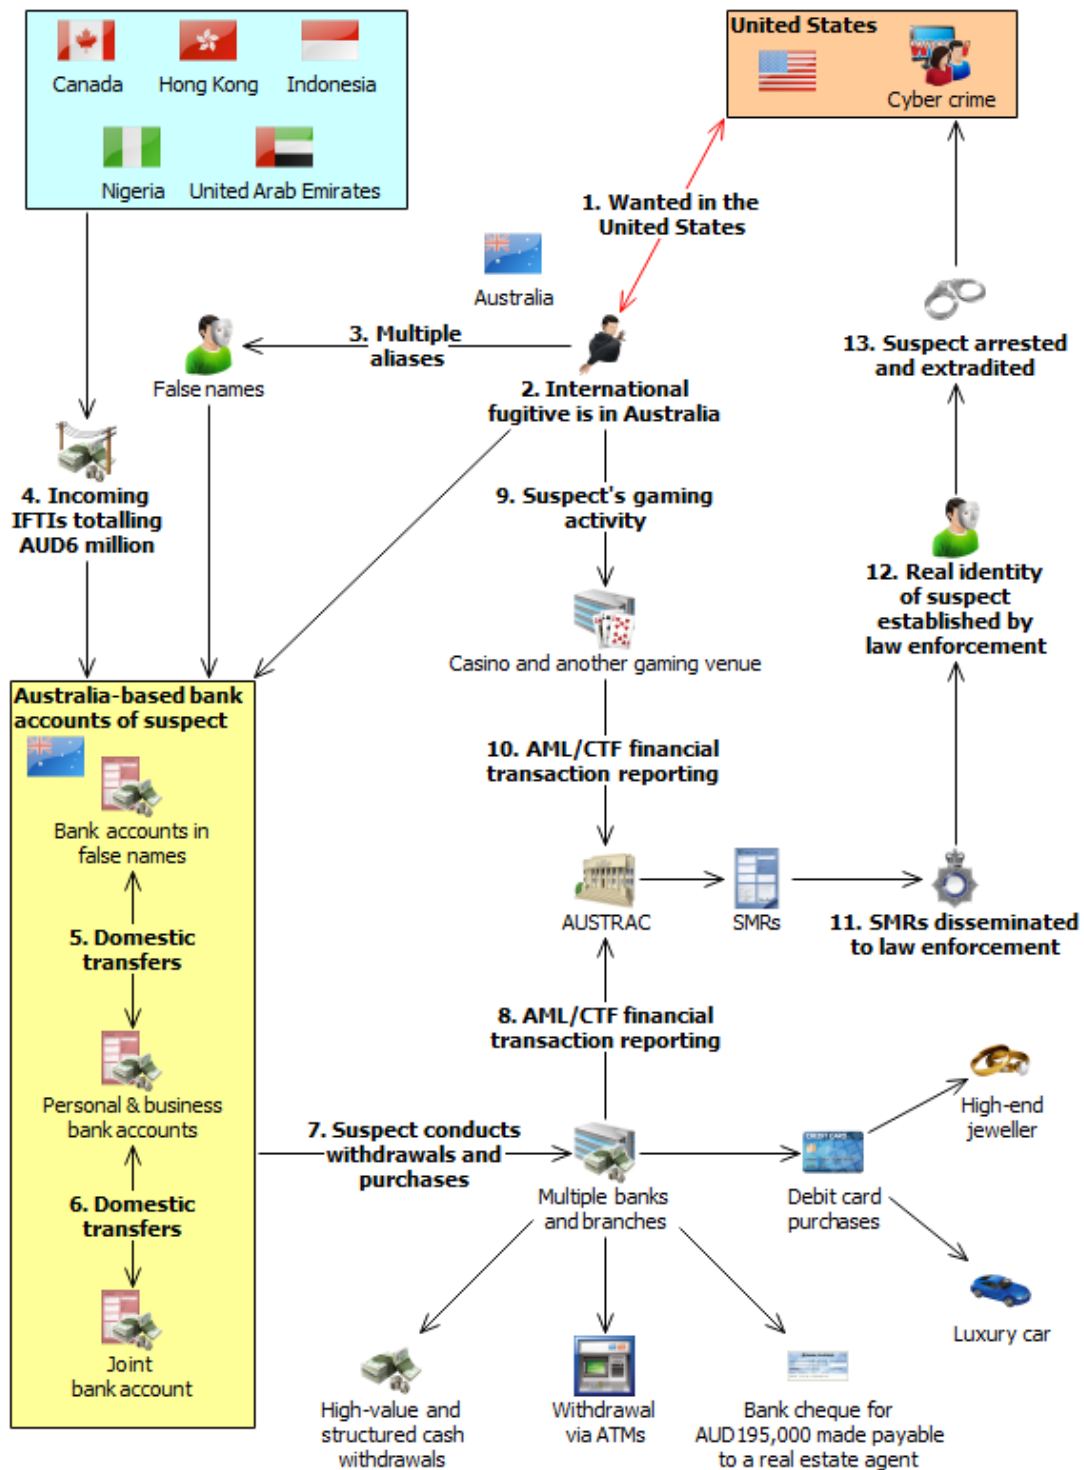 United States
Canada
Hong Kong
Indonesia
Cyber crime
Nigeria
United Arab Emirates
1. Wanted in the
United States
Australia
3. Multiple
aliases
False names
2. International
fugitive is in Australia
13. Suspect arrested
and extradited
4. Incoming
IFTIs totalling
AUD6 million
9. Suspect's gaming
activity
12. Real identity
of suspect
established by
law enforcement
Casino and another gaming venue
Australia-based bank
accounts of suspect
10. AML/CTF financial
transaction reporting
Bank accounts in
false names
AUSTRAC
SMRs
11. SMRs disseminated
to law enforcement
5. Domestic
transfers
8. AML/CTF financial
transaction reporting
Personal & business
bank accounts
High-end
jeweller
7. Suspect conducts
withdrawals and
purchases
CREDIT CARD
Multiple banks
and branches
Debit card
purchases
6. Domestic
transfers
Luxury car
Joint
bank account
High-value and
structured cash
withdrawals
Withdrawal
via ATMs
Bank cheque for
AUD195,000 made payable
to a real estate agent